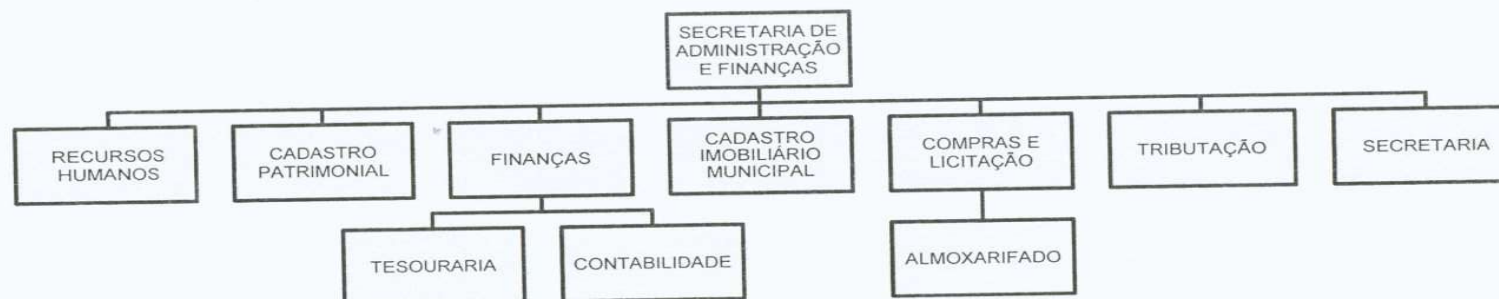 SECRETARIA DE
ADMINISTRAÇÃO
E FINANÇAS
RECURSOS
HUMANOS
CADASTRO
PATRIMONIAL
FINANÇAS
CADASTRO
IMOBILIÁRIO
MUNICIPAL
COMPRAS E
LICITAÇÃO
TRIBUTAÇÃO
SECRETARIA
TESOURARIA
CONTABILIDADE
ALMOXARIFADO